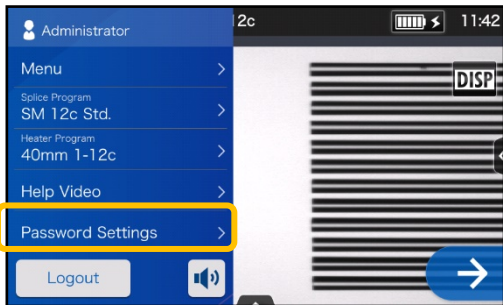 Administrator
12c
11:42
Menu
DISP
Splice Program
SM 12c Std.
Heater Program
40mm 1-12c
Help Video
Password Settings
Logout